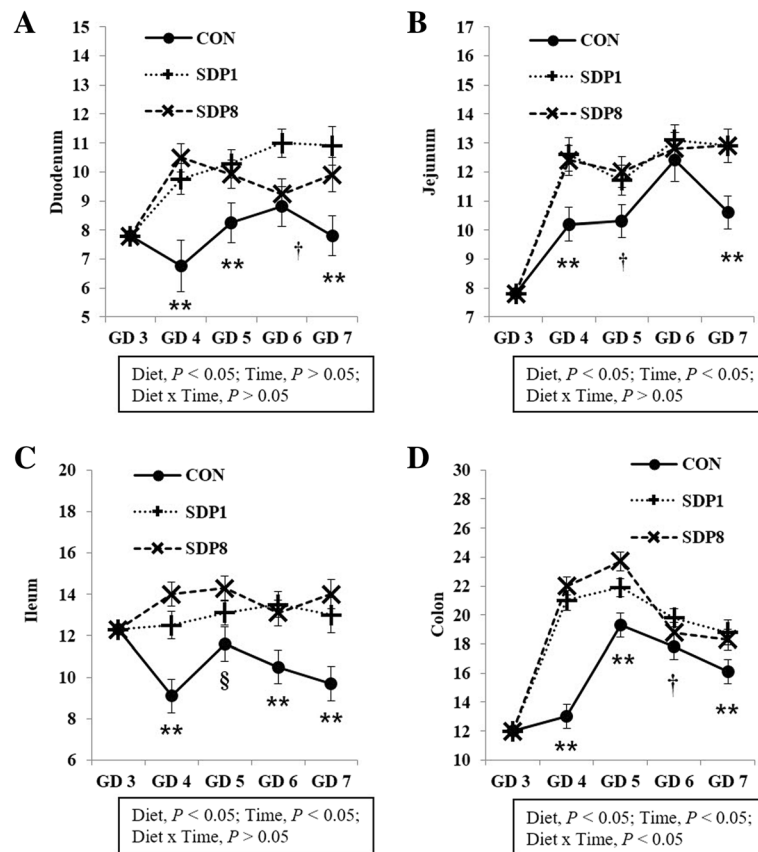 A
CON
SDP1
SDP8
15
14
13
12
11
10
9
8
7
6
5
Duodenum
**
**
†
**
GD 3 GD 4 GD 5 GD 6 GD 7
Diet, P < 0.05; Time, P > 0.05;
Diet x Time, P > 0.05
B
CON
SDP1
SDP8
17
16
15
14
13
12
11
10
9
8
7
Jejunum
**
†
**
GD 3 GD 4 GD 5 GD 6 GD 7
Diet, P < 0.05; Time, P < 0.05;
Diet x Time, P > 0.05
C
CON
SDP1
SDP8
20
18
16
14
12
10
8
6
Ileum
**
§
**
**
GD 3 GD 4 GD 5 GD 6 GD 7
Diet, P < 0.05; Time, P < 0.05;
Diet x Time, P > 0.05
D
CON
SDP1
SDP8
30
28
26
24
22
20
18
16
14
12
10
Colon
**
**
†
**
GD 3 GD 4 GD 5 GD 6 GD 7
Diet, P < 0.05; Time, P < 0.05;
Diet x Time, P < 0.05